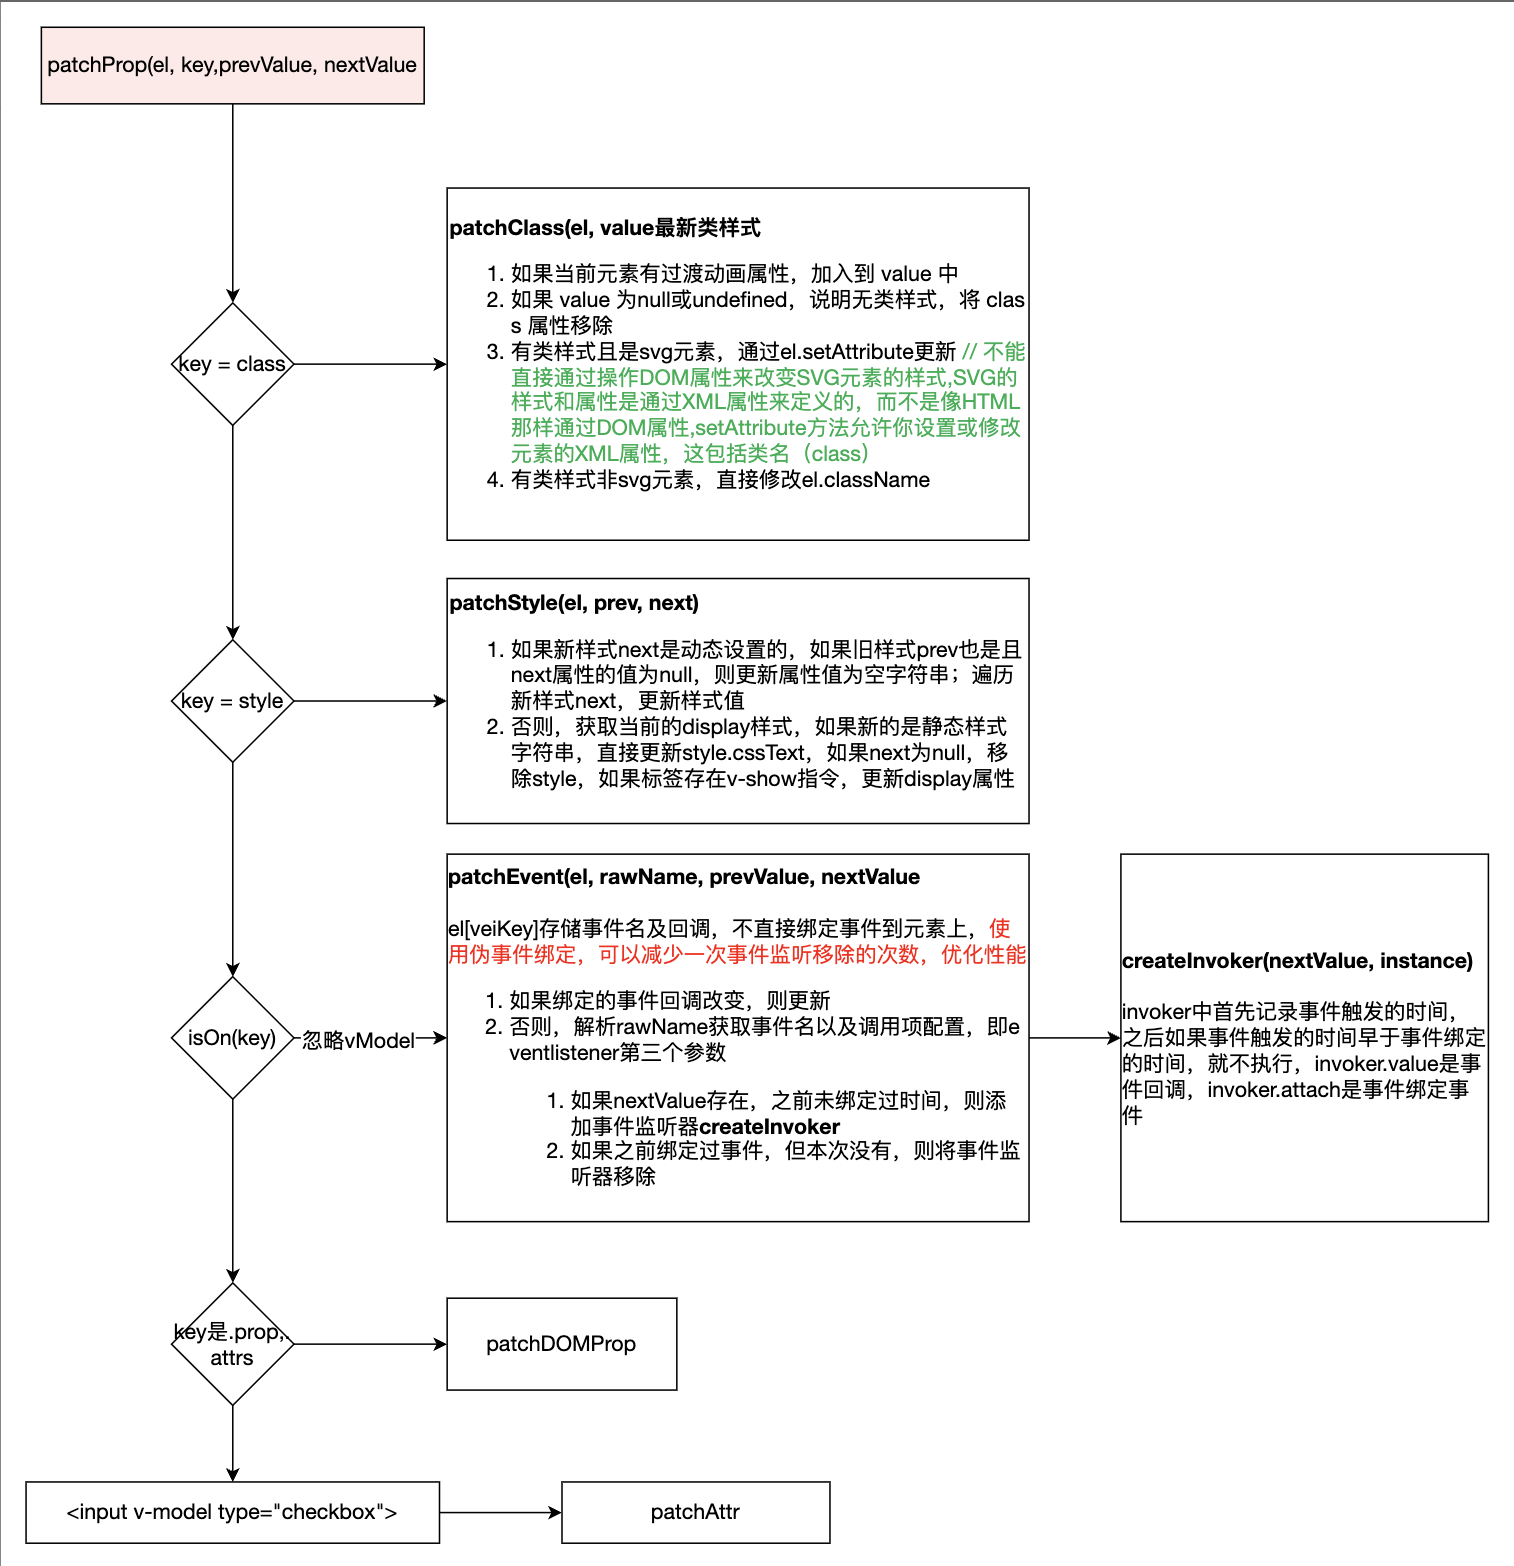 patchProp(el, key,prevValue, nextValue
patchClass(el, value最新类样式
1. 如果当前元素有过渡动画属性，加入到 value 中
2. 如果 value 为null或undefined，说明无类样式，将 clas
s 属性移除
3. 有类样式且是svg元素，通过el.setAttribute更新 // 不能
直接通过操作DOM属性来改变SVG元素的样式,SVG的
样式和属性是通过XML属性来定义的，而不是像HTML
那样通过DOM属性,setAttribute方法允许你设置或修改
元素的XML属性，这包括类名（class）
4. 有类样式非svg元素，直接修改el.className
key = class
patchStyle(el, prev, next)
1. 如果新样式next是动态设置的，如果旧样式prev也是且
next属性的值为null，则更新属性值为空字符串；遍历
新样式next，更新样式值
2. 否则，获取当前的display样式，如果新的是静态样式
字符串，直接更新style.cssText，如果next为null，移
除style，如果标签存在v-show指令，更新display属性
key = style
patchEvent(el, rawName, prevValue, nextValue
el[veiKey]存储事件名及回调，不直接绑定事件到元素上，使
用伪事件绑定，可以减少一次事件监听移除的次数，优化性能
1. 如果绑定的事件回调改变，则更新
2. 否则，解析rawName获取事件名以及调用项配置，即e
ventlistener第三个参数
1. 如果nextValue存在，之前未绑定过时间，则添
加事件监听器createInvoker
2. 如果之前绑定过事件，但本次没有，则将事件监
听器移除
isOn(key)
忽略vModel
createInvoker(nextValue, instance)
invoker中首先记录事件触发的时间，
之后如果事件触发的时间早于事件绑定
的时间，就不执行，invoker.value是事
件回调，invoker.attach是事件绑定事
件
key是.prop,.
attrs
patchDOMProp
<input v-model type="checkbox">
patchAttr